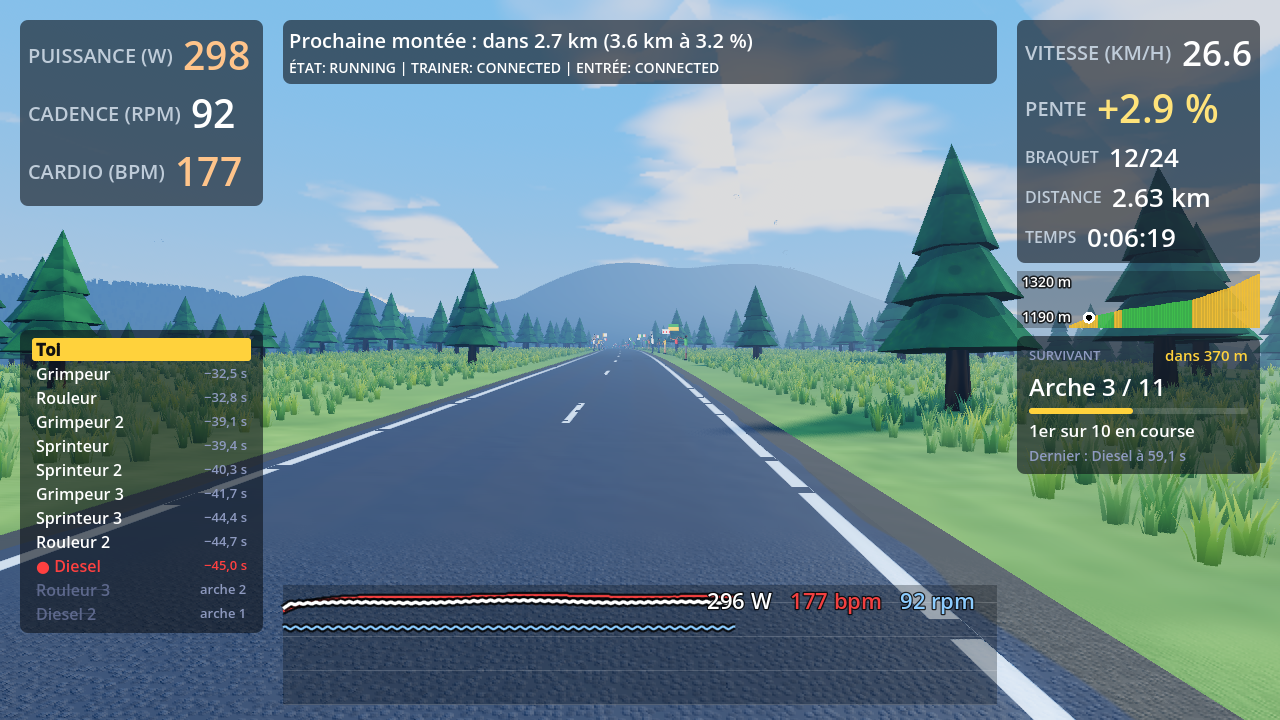 PUISSANCE (W) 298
CADENCE (RPM) 92
CARDIO (BPM) 177
Prochaine montée : dans 2.7 km (3.6 km à 3.2 %)
ÉTAT: RUNNING | TRAINER: CONNECTED | ENTRÉE: CONNECTED
VITESSE (KM/H) 26.6
PENTE +2.9 %
BRAQUET 12/24
DISTANCE 2.63 km
TEMPS 0:06:19
1320 m
1190 m
SURVIVANT dans 370 m
Arche 3 / 11
1er sur 10 en course
Dernier : Diesel à 59,1 s
Toi
Grimpeur −32,5 s
Rouleur −32,8 s
Grimpeur 2 −39,1 s
Sprinteur −39,4 s
Sprinteur 2 −40,3 s
Grimpeur 3 −41,7 s
Sprinteur 3 −44,4 s
Rouleur 2 −44,7 s
Diesel −45,0 s
Rouleur 3 arche 2
Diesel 2 arche 1
296 W 177 bpm 92 rpm